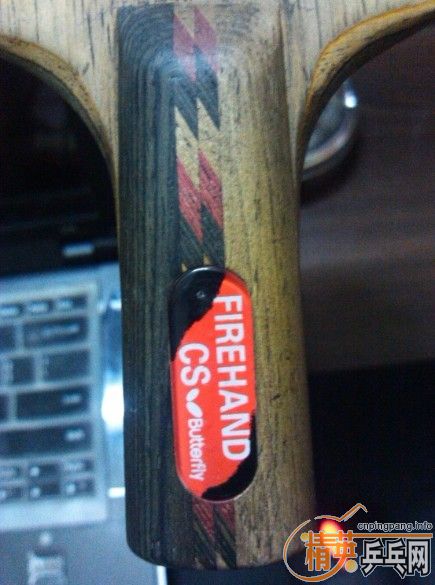 FIREHAND
CS Butterfly
cnpingpang.info
精英乒乓网